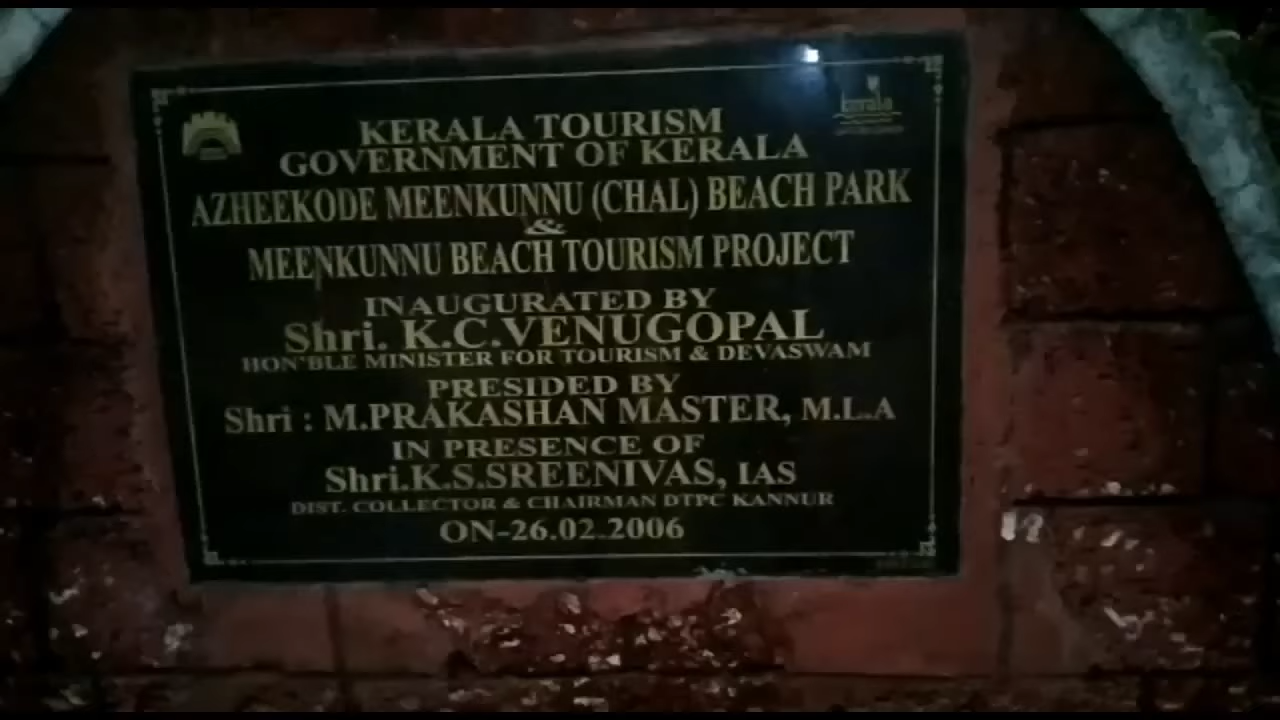 kerala
KERALA TOURISM
GOVERNMENT OF KERALA
AZHEEKODE MEENKUNNU (CHAL) BEACH PARK
&
MEENKUNNU BEACH TOURISM PROJECT
INAUGURATED BY
Shri. K.C.VENUGOPAL
HON'BLE MINISTER FOR TOURISM & DEVASWAM
PRESIDED BY
Shri : M.PRAKASHAN MASTER, M.L.A
IN PRESENCE OF
Shri.K.S.SREENIVAS, IAS
DIST. COLLECTOR & CHAIRMAN DTPC KANNUR
ON-26.02.2006